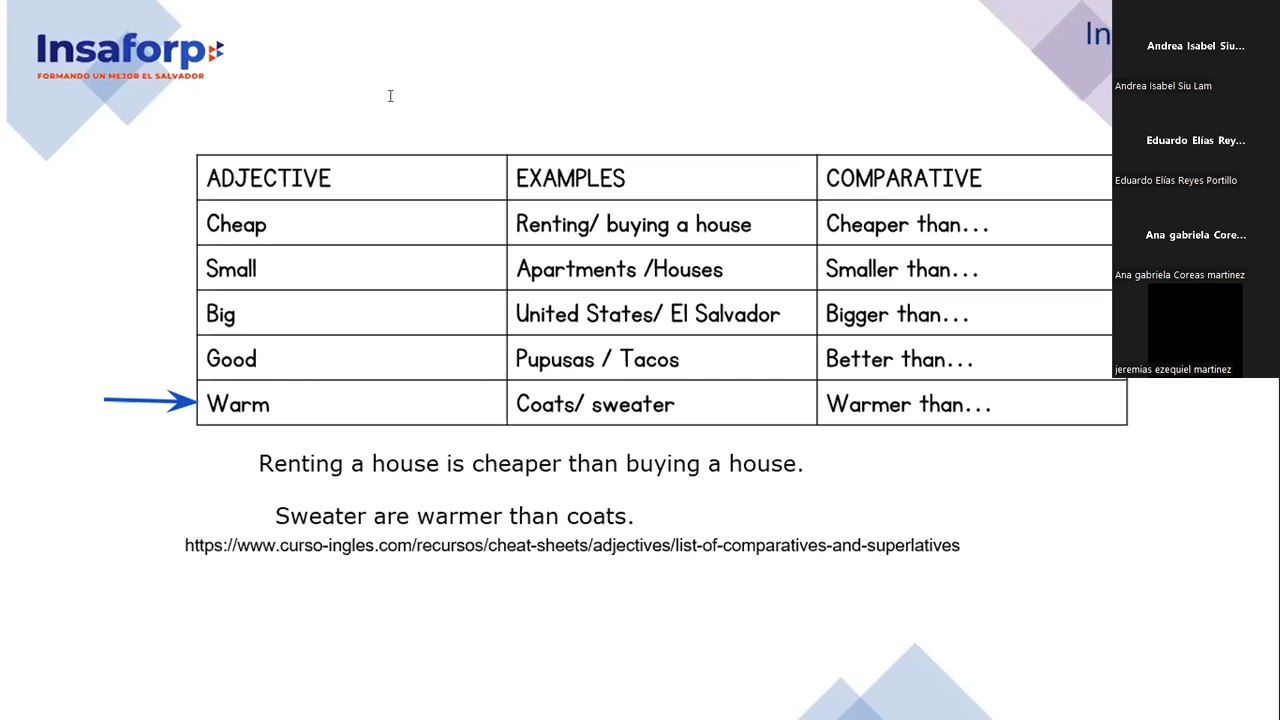 Insaforp
FORMANDO UN MEJOR EL SALVADOR
In
Andrea Isabel Siu...
Andrea Isabel Siu Lam
Eduardo Elías Rey...
Eduardo Elías Reyes Portillo
Ana gabriela Core...
Ana gabriela Coreas martinez
jeremias ezequiel martinez
ADJECTIVE EXAMPLES COMPARATIVE
Cheap Renting/ buying a house Cheaper than...
Small Apartments /Houses Smaller than...
Big United States/ El Salvador Bigger than...
Good Pupusas / Tacos Better than...
Warm Coats/ sweater Warmer than...
Renting a house is cheaper than buying a house.
Sweater are warmer than coats.
https://www.curso-ingles.com/recursos/cheat-sheets/adjectives/list-of-comparatives-and-superlatives